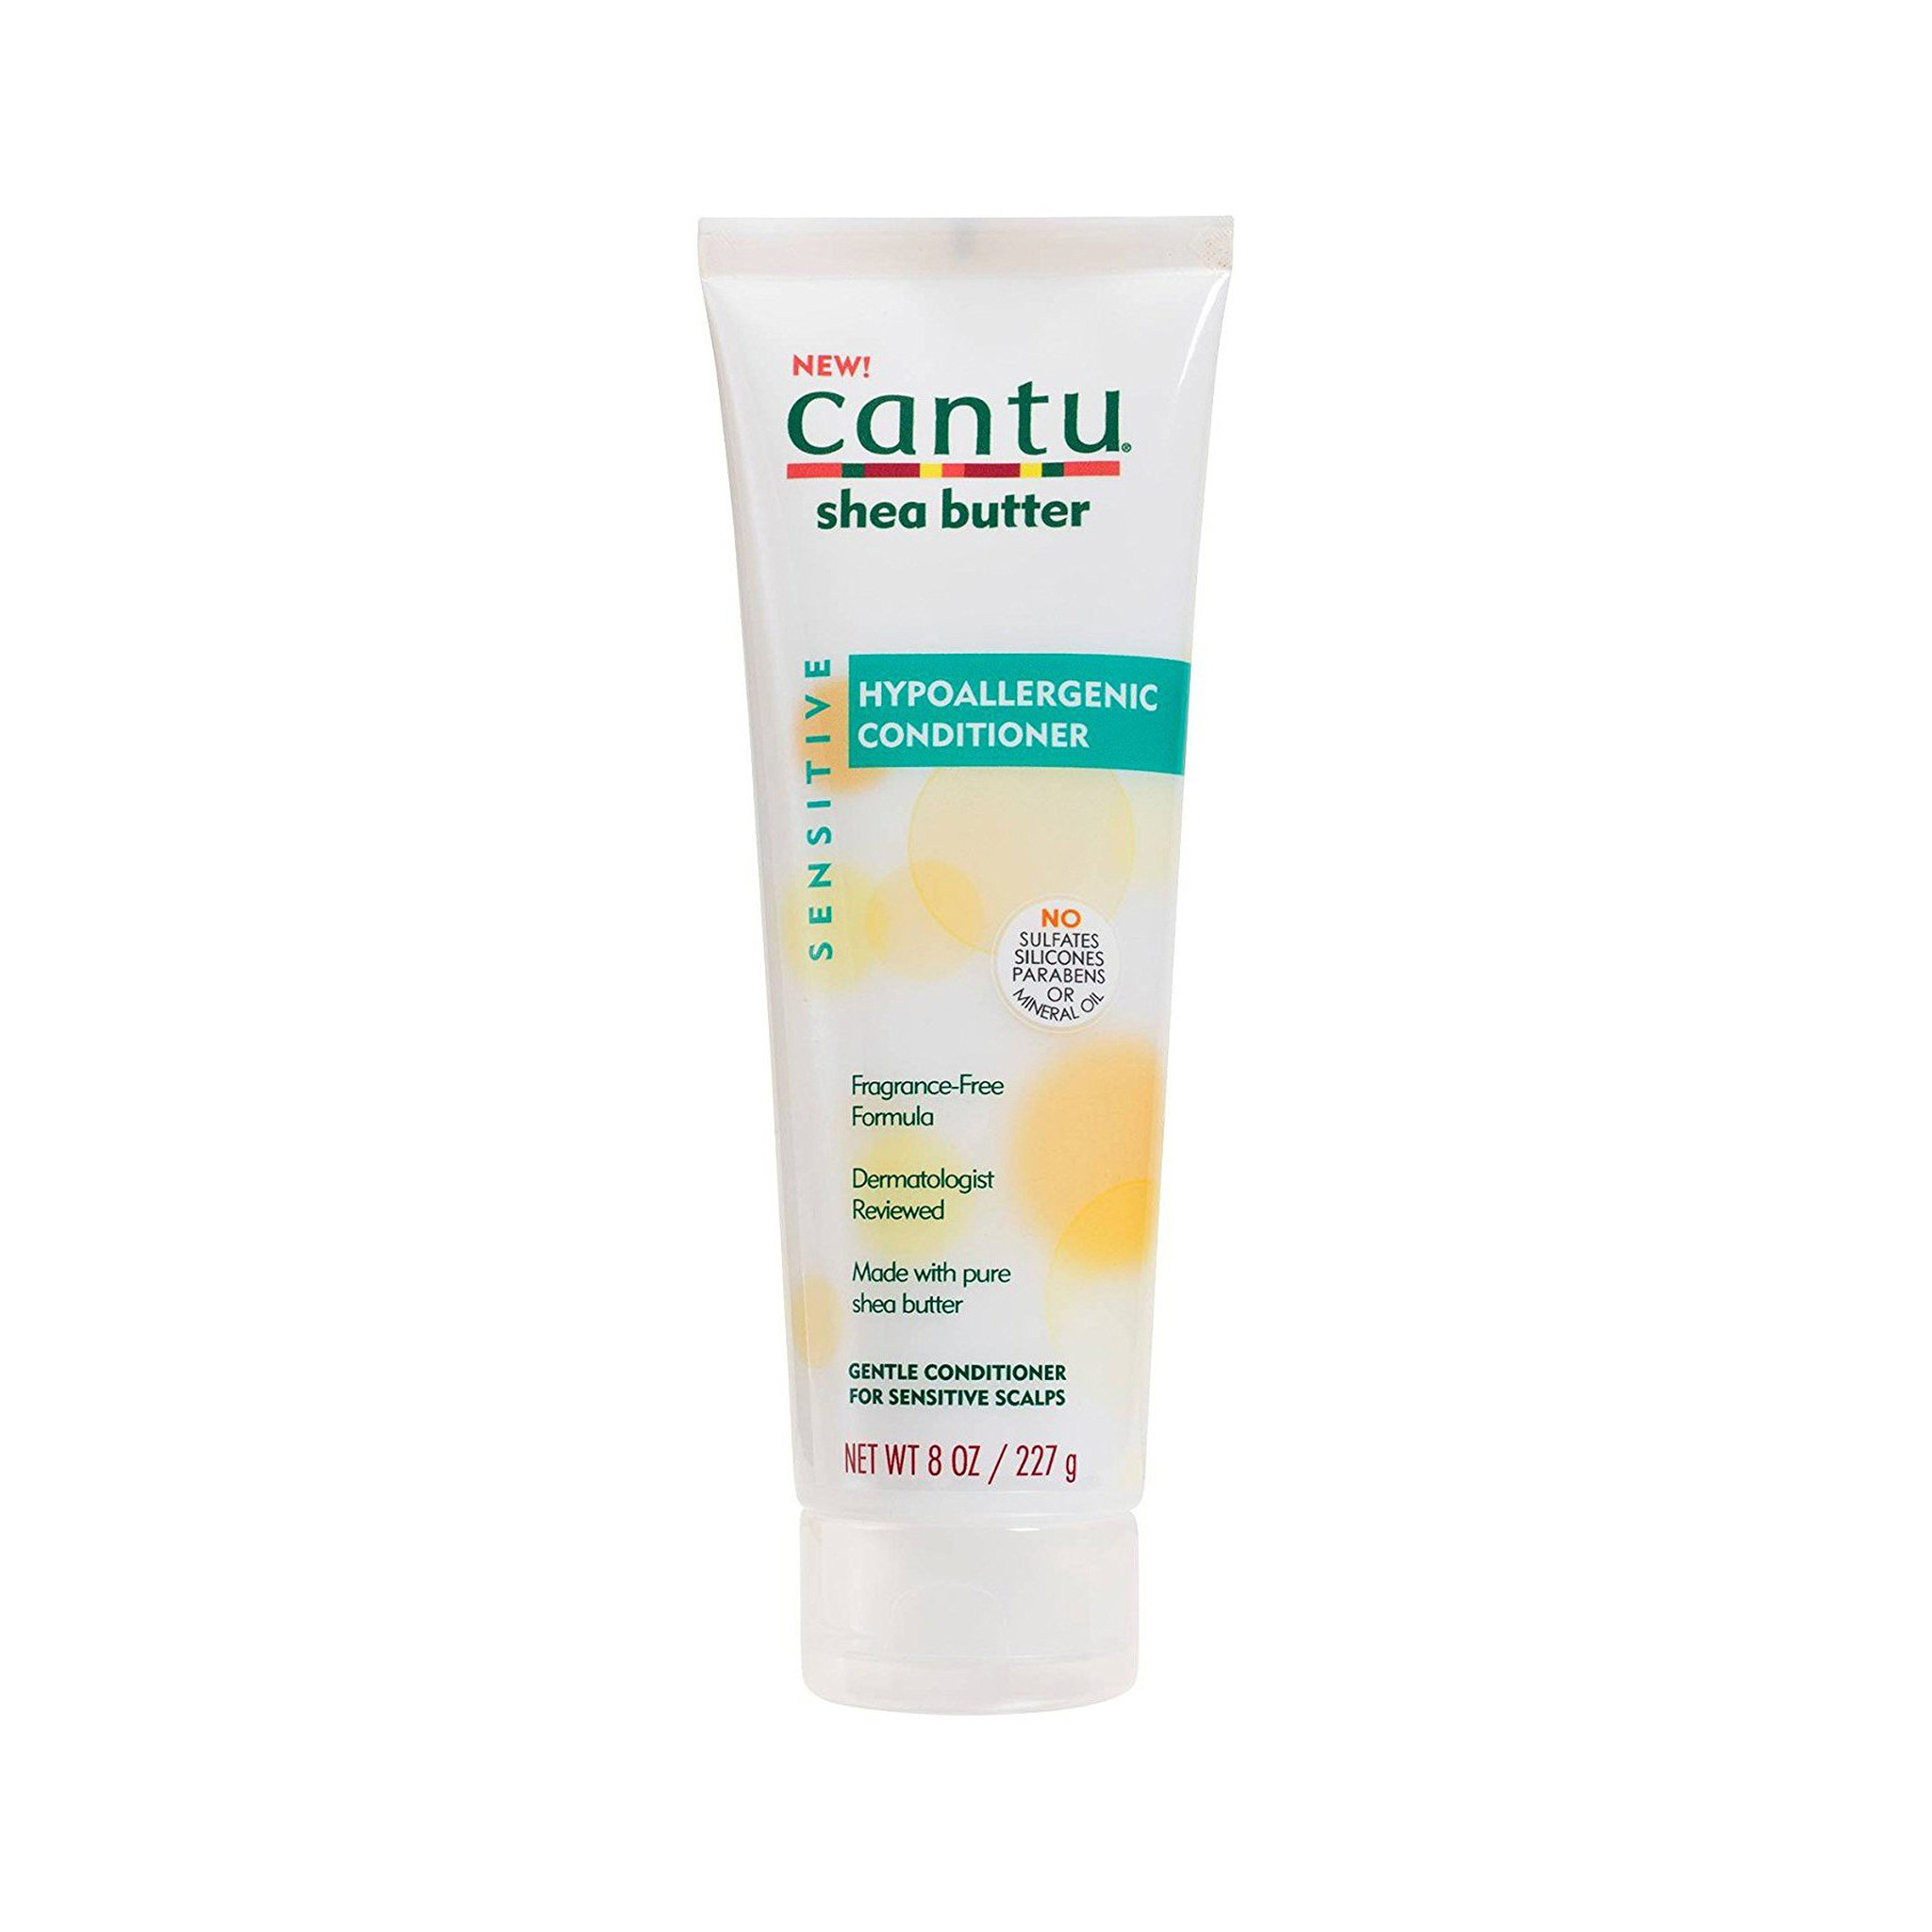 NEW!
cantu®
shea butter
SENSITIVE
HYPOALLERGENIC
CONDITIONER
NO
SULFATES
SILICONES
PARABENS
OR
MINERAL OIL
Fragrance-Free
Formula
Dermatologist
Reviewed
Made with pure
shea butter
GENTLE CONDITIONER
FOR SENSITIVE SCALPS
NET WT 8 OZ / 227 g